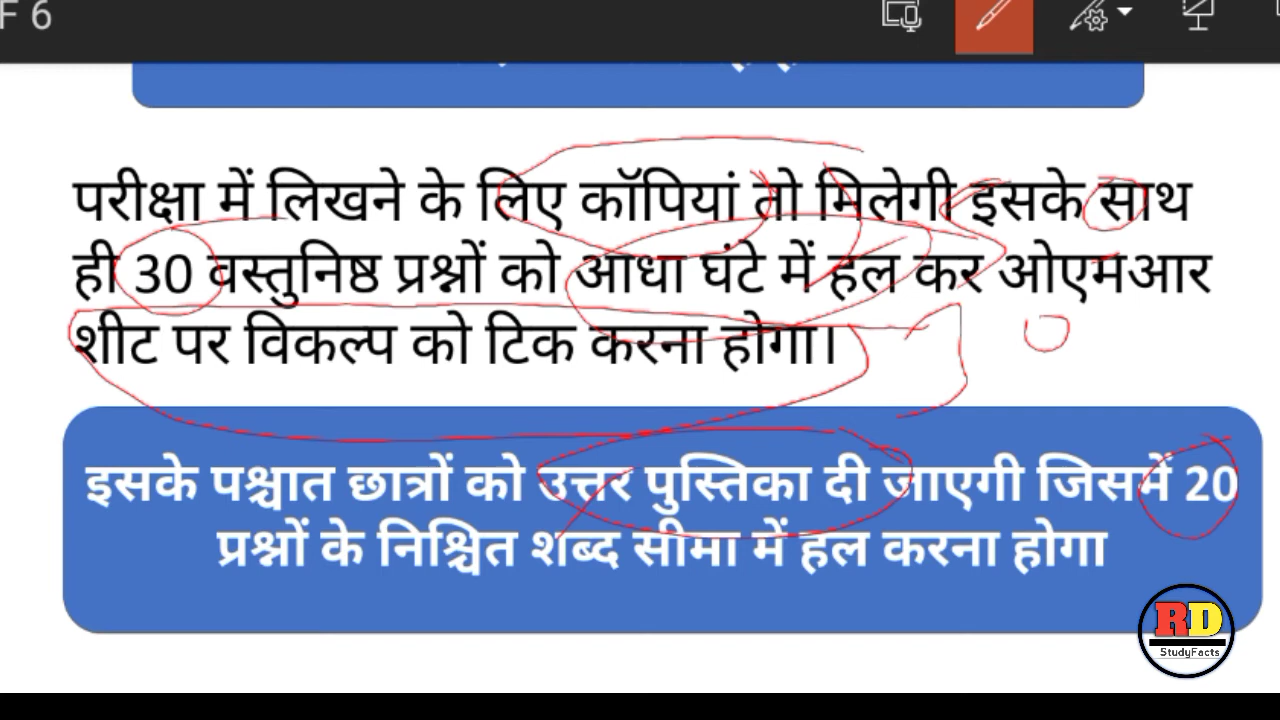 F 6
परीक्षा में लिखने के लिए कॉपियां तो मिलेगी इसके साथ
ही 30 वस्तुनिष्ठ प्रश्नों को आधा घंटे में हल कर ओएमआर
शीट पर विकल्प को टिक करना होगा।
इसके पश्चात छात्रों को उत्तर पुस्तिका दी जाएगी जिसमें 20
प्रश्नों के निश्चित शब्द सीमा में हल करना होगा
RD
StudyFacts